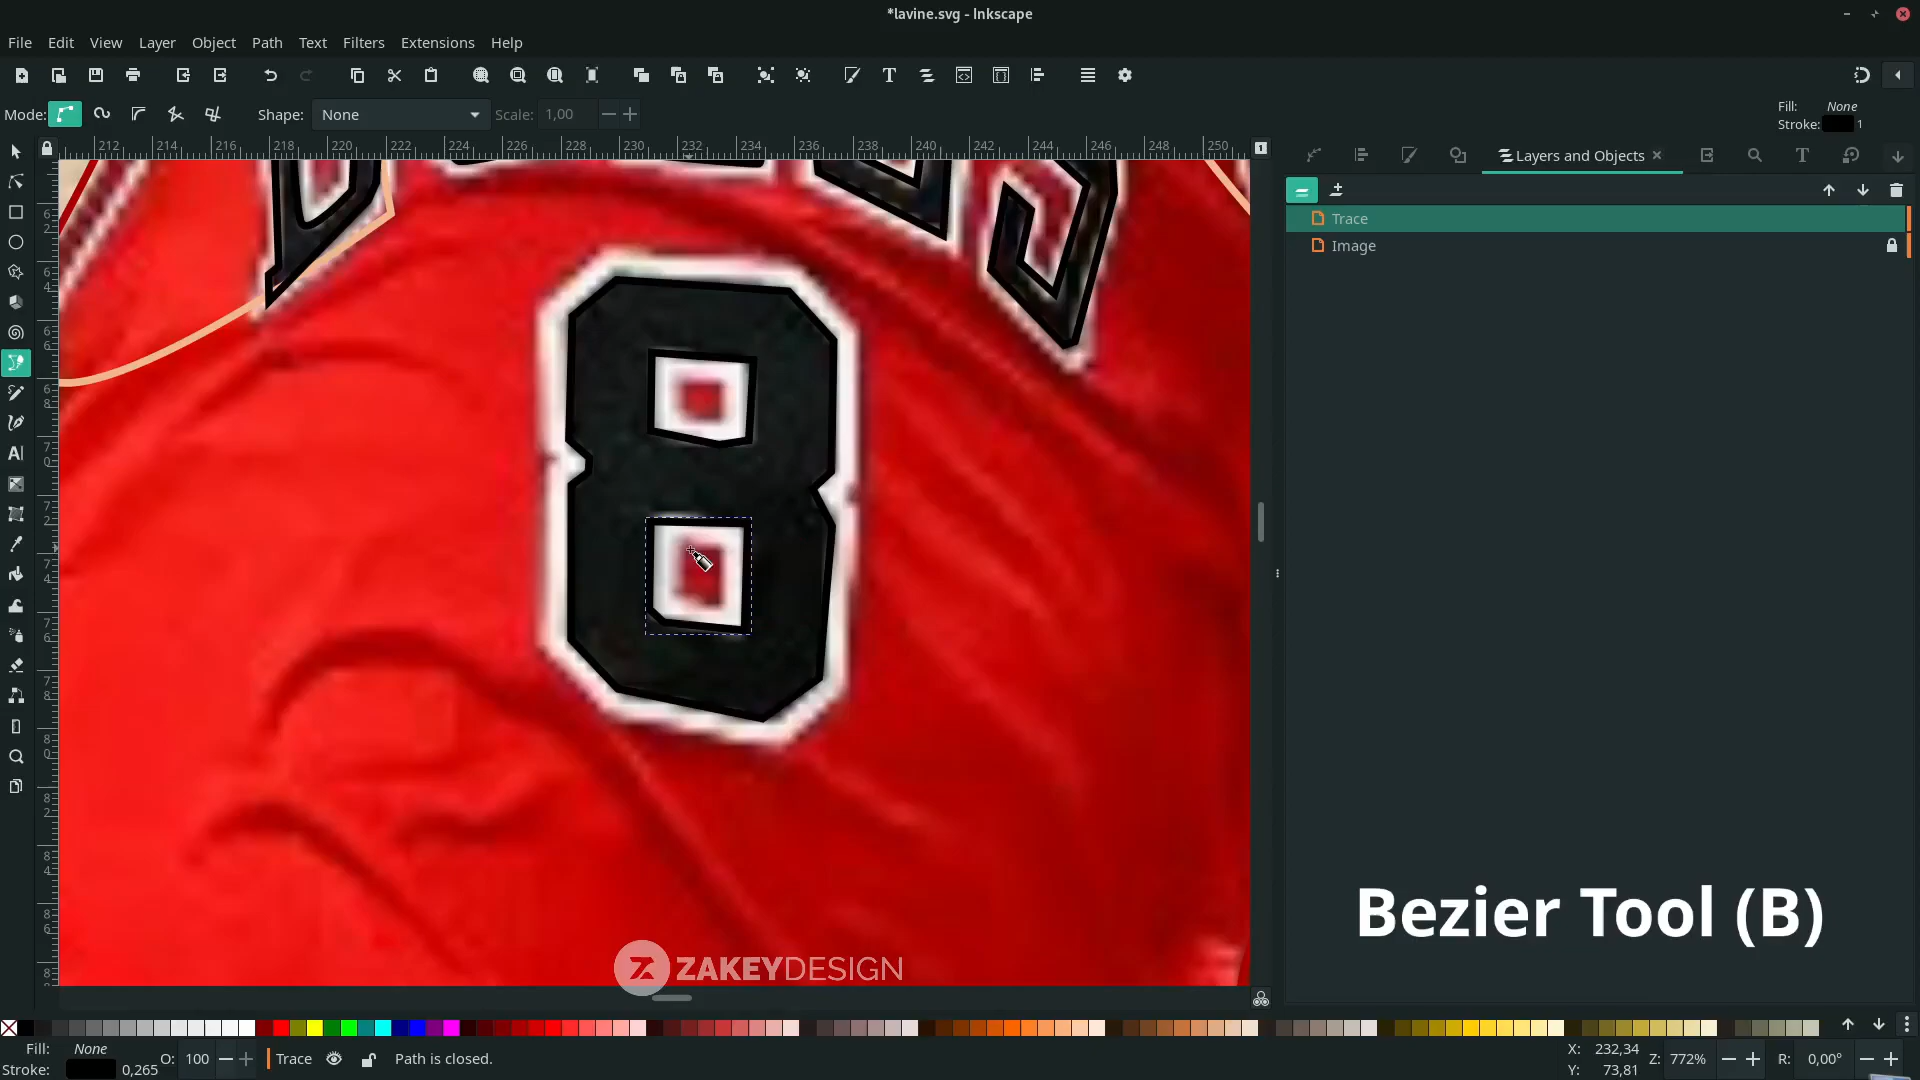 *lavine.svg - Inkscape
File Edit View Layer Object Path Text Filters Extensions Help
Mode: Shape: None Scale: 1,00
Fill: None
Stroke: 1
212 214 216 218 220 222 224 226 228 230 232 234 236 238 240 242 244 246 248 250
1
Layers and Objects
Trace
Image
8
Bezier Tool (B)
Z ZAKEYDESIGN
Fill: None
Stroke: 0,265
O: 100
Trace
Path is closed.
X: 232,34
Y: 73,81
Z: 772%
R: 0,00°